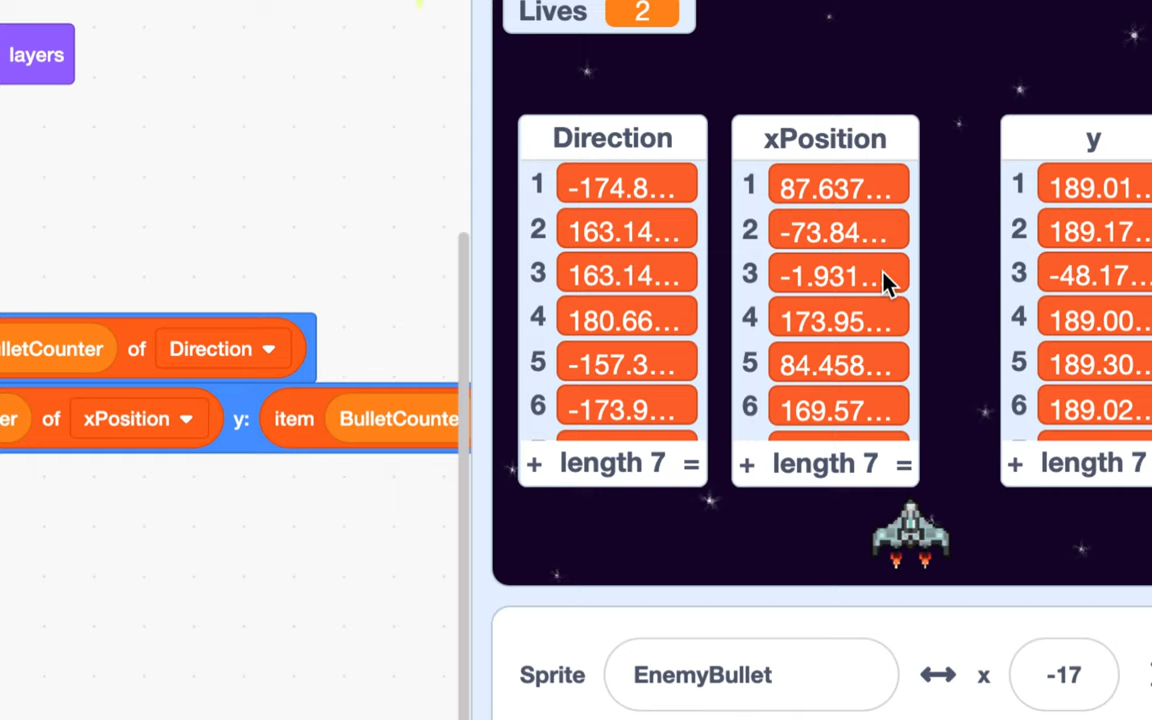 layers
lletCounter of Direction
er of xPosition y: item BulletCounte
Lives 2
Direction
1 -174.8...
2 163.14...
3 163.14...
4 180.66...
5 -157.3...
6 -173.9...
+ length 7 =
xPosition
1 87.637...
2 -73.84...
3 -1.931...
4 173.95...
5 84.458...
6 169.57...
+ length 7 =
y
1 189.01..
2 189.17..
3 -48.17..
4 189.00..
5 189.30..
6 189.02..
+ length 7
Sprite EnemyBullet x -17